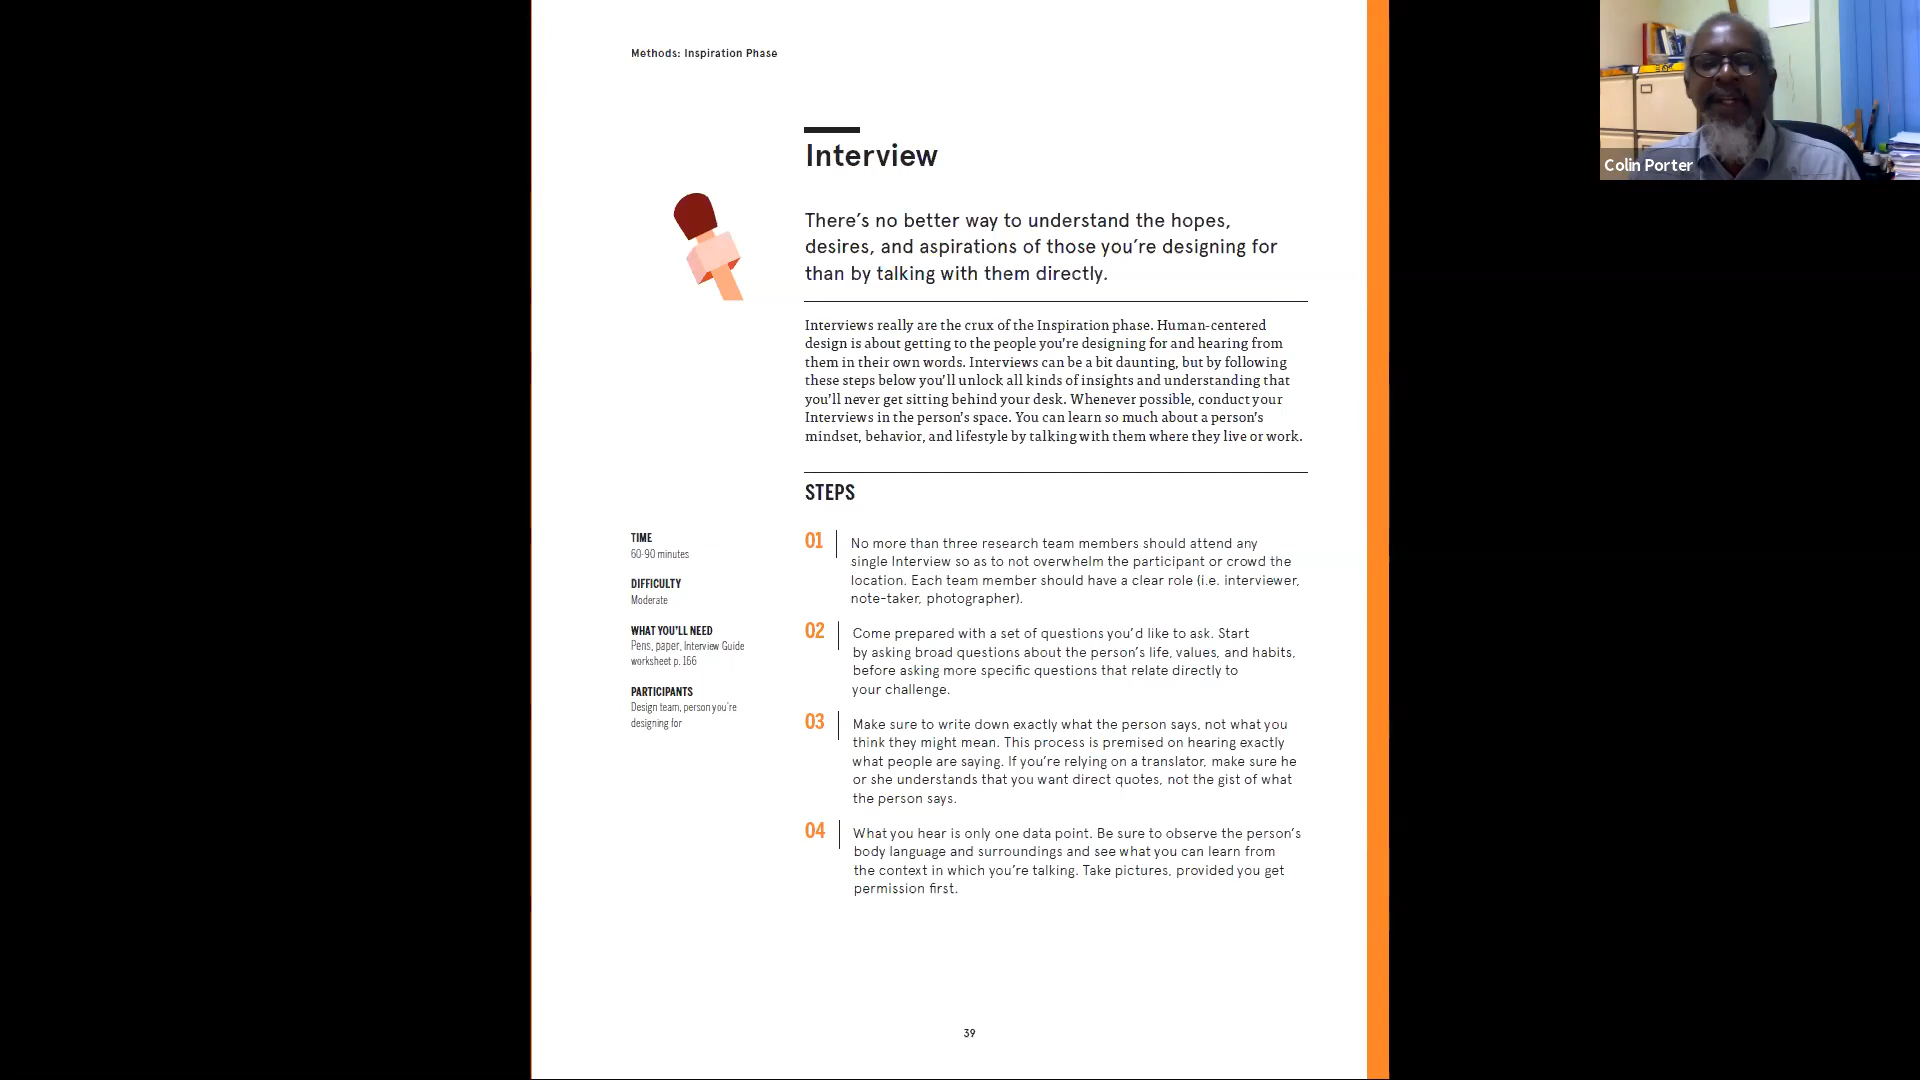 Methods: Inspiration Phase
Colin Porter
Interview
There's no better way to understand the hopes,
desires, and aspirations of those you're designing for
than by talking with them directly.
Interviews really are the crux of the Inspiration phase. Human-centered
design is about getting to the people you're designing for and hearing from
them in their own words. Interviews can be a bit daunting, but by following
these steps below you'll unlock all kinds of insights and understanding that
you'll never get sitting behind your desk. Whenever possible, conduct your
Interviews in the person's space. You can learn so much about a person's
mindset, behavior, and lifestyle by talking with them where they live or work.
STEPS
TIME
60-90 minutes
DIFFICULTY
Moderate
WHAT YOU'LL NEED
Pens, paper, Interview Guide
worksheet p. 166
PARTICIPANTS
Design team, person you're
designing for
01
No more than three research team members should attend any
single Interview so as to not overwhelm the participant or crowd the
location. Each team member should have a clear role (i.e. interviewer,
note-taker, photographer).
02
Come prepared with a set of questions you'd like to ask. Start
by asking broad questions about the person's life, values, and habits,
before asking more specific questions that relate directly to
your challenge.
03
Make sure to write down exactly what the person says, not what you
think they might mean. This process is premised on hearing exactly
what people are saying. If you're relying on a translator, make sure he
or she understands that you want direct quotes, not the gist of what
the person says.
04
What you hear is only one data point. Be sure to observe the person's
body language and surroundings and see what you can learn from
the context in which you're talking. Take pictures, provided you get
permission first.
39